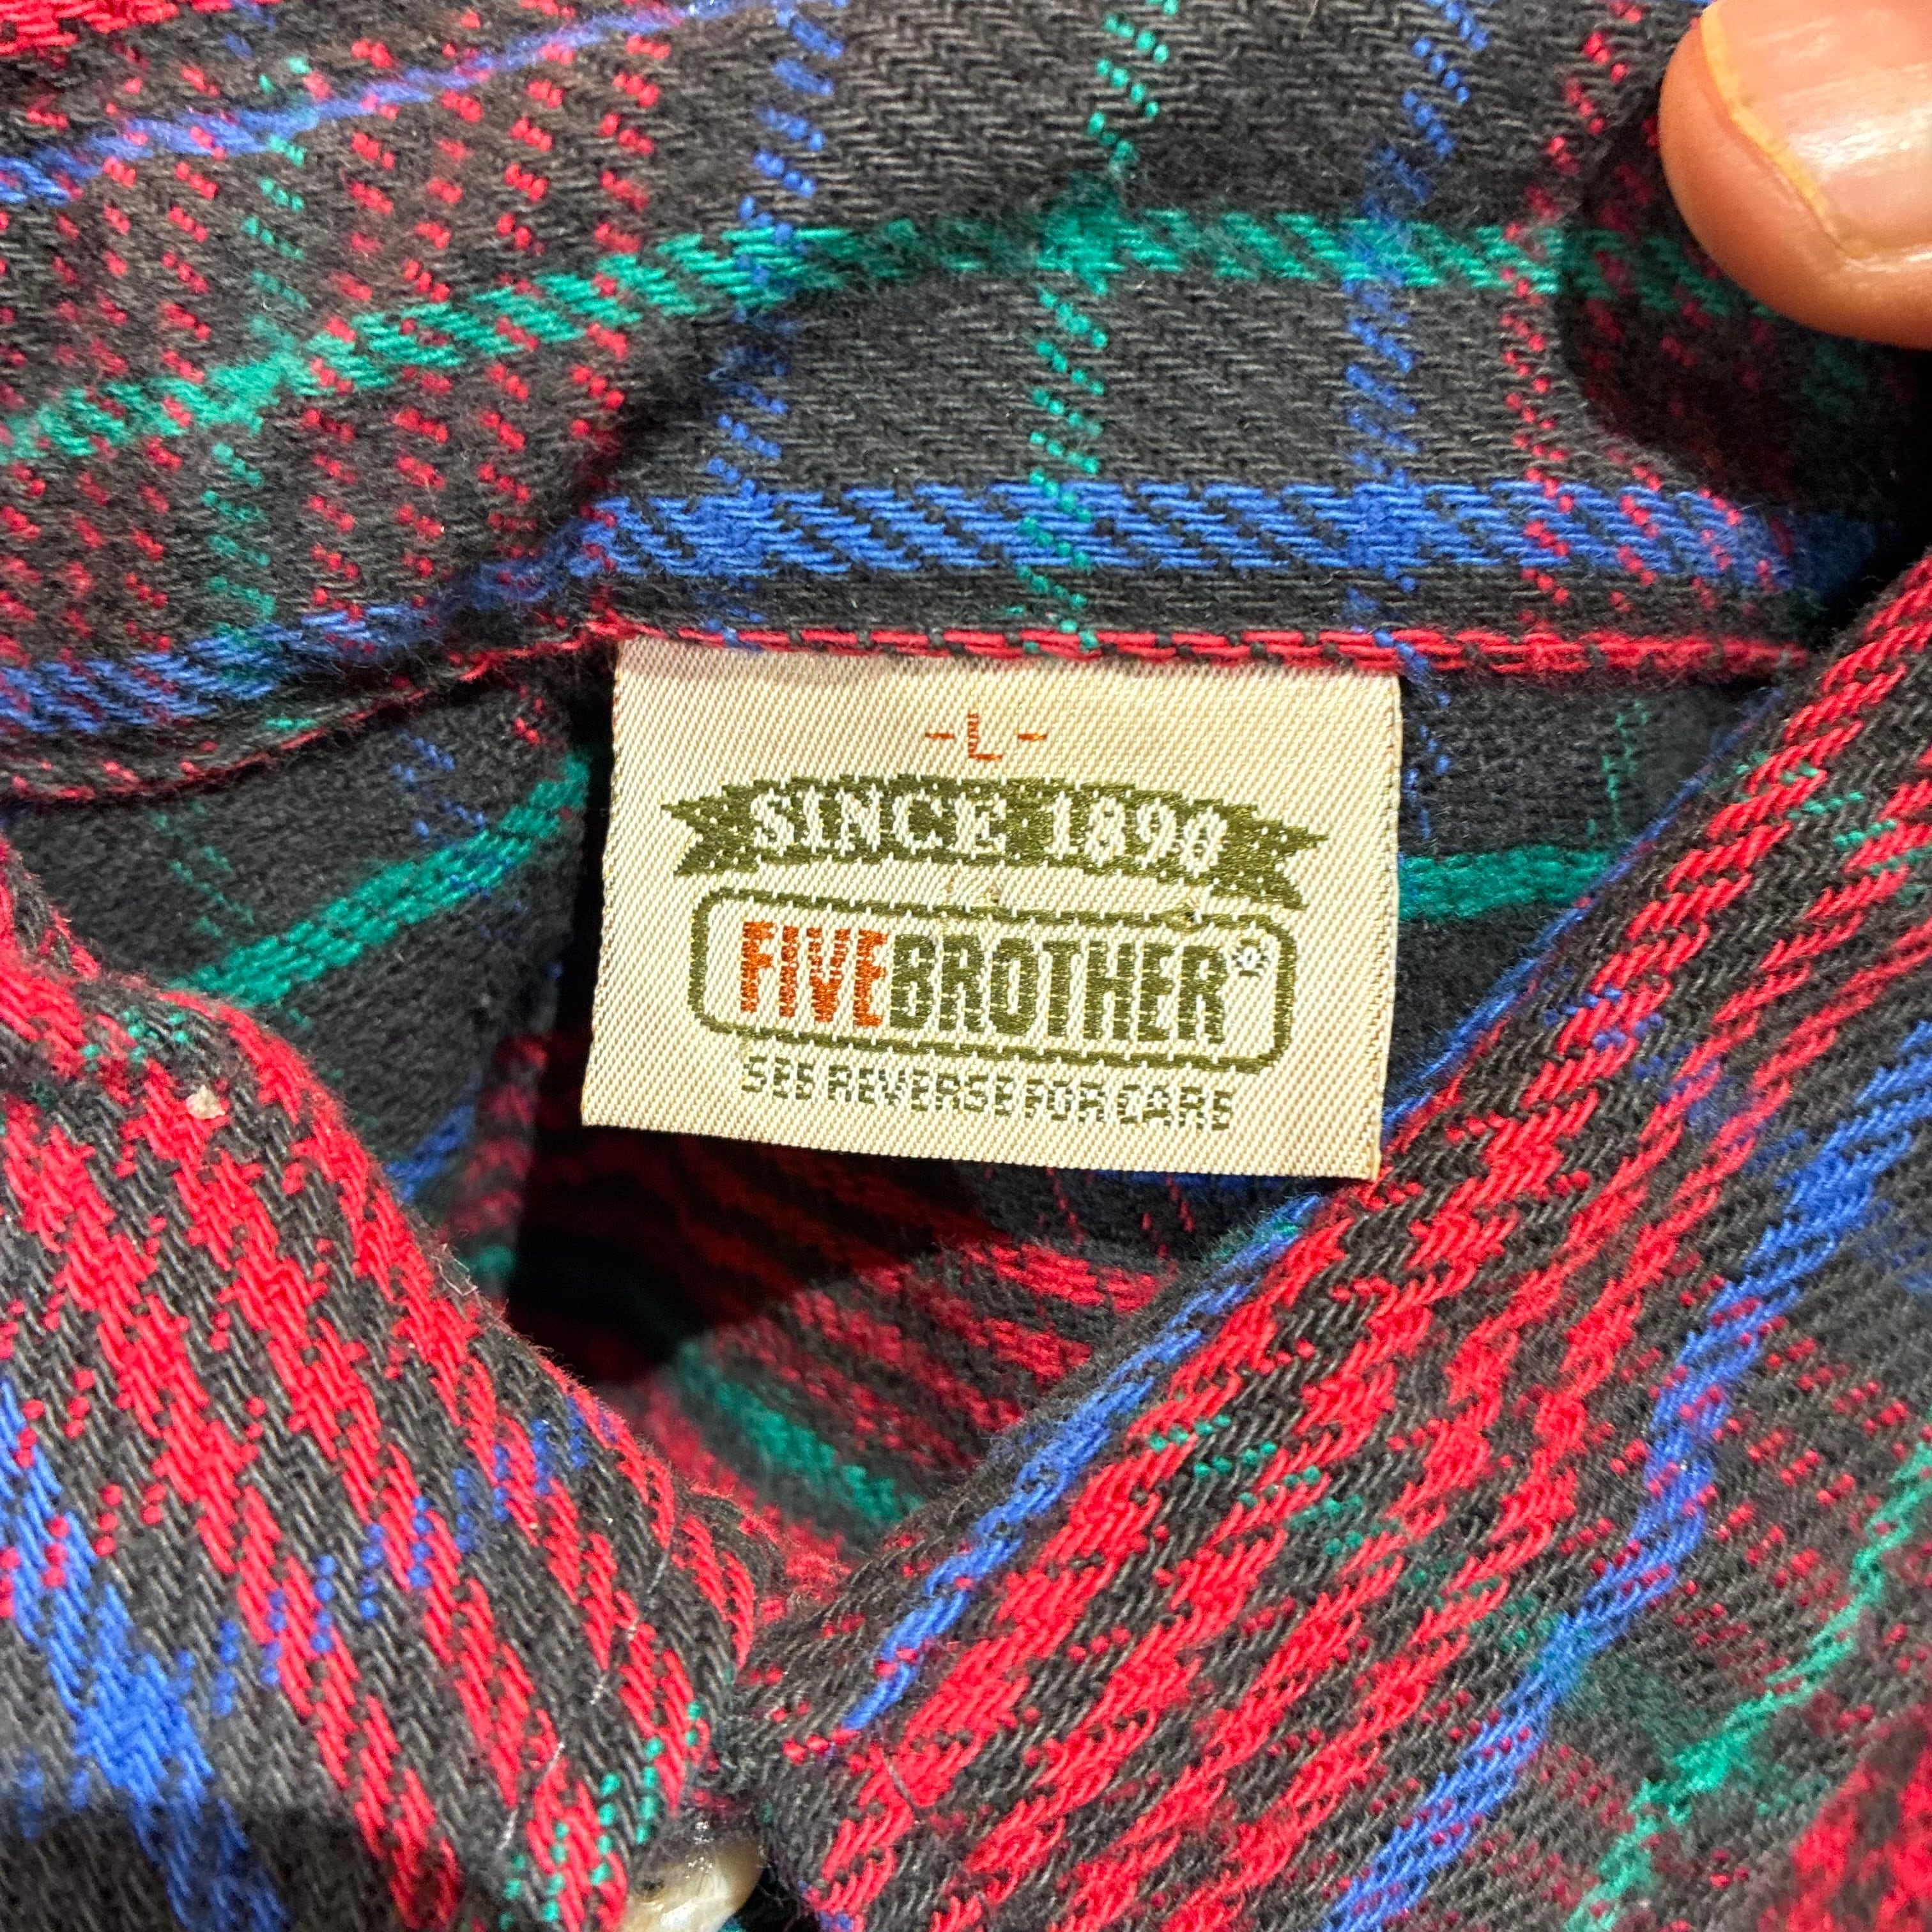 -L-
SINCE 1890
FIVEBROTHER®
SEE REVERSE FOR CARE